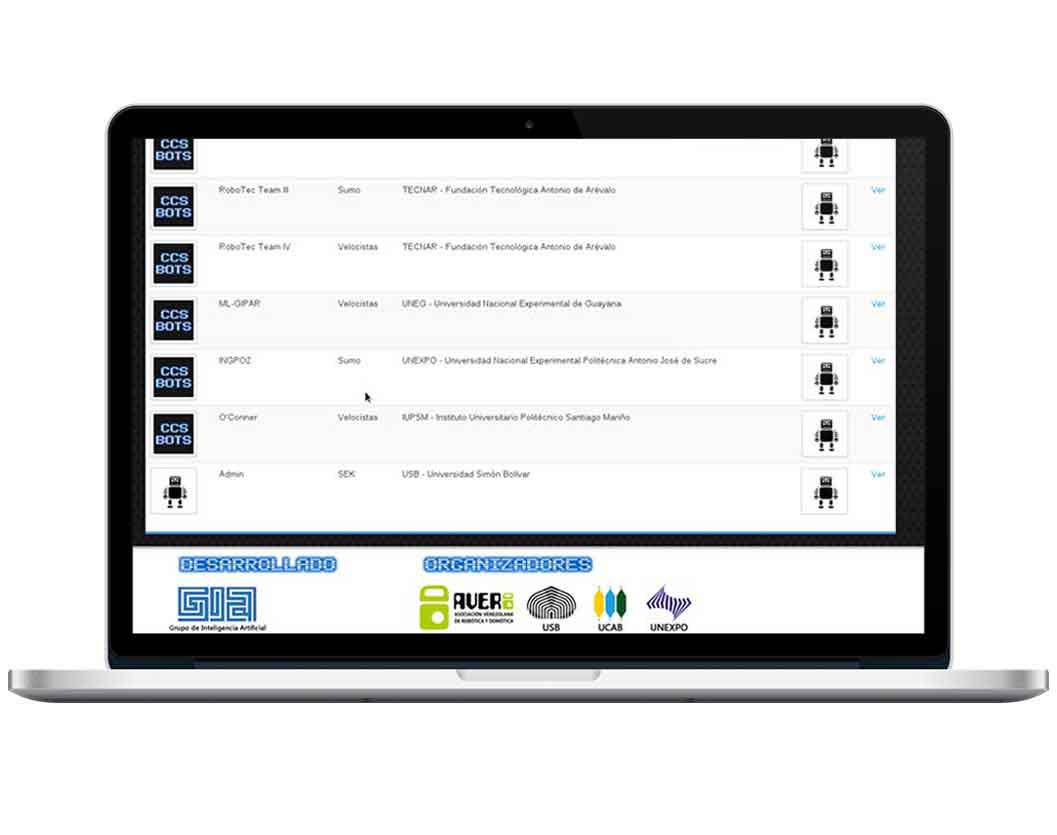 CCS
BOTS
CCS
BOTS
RoboTec Team III Sumo TECNAR - Fundación Tecnológica Antonio de Arévalo Ver
CCS
BOTS
RoboTec Team IV Velocistas TECNAR - Fundación Tecnológica Antonio de Arévalo Ver
CCS
BOTS
ML-GIPAR Velocistas UNEG - Universidad Nacional Experimental de Guayana Ver
CCS
BOTS
INGPOZ Sumo UNEXPO - Universidad Nacional Experimental Politécnica Antonio José de Sucre Ver
CCS
BOTS
O'Conner Velocistas IUPSM - Instituto Universitario Politécnico Santiago Mariño Ver
CCS
BOTS
Admin SEK USB - Universidad Simón Bolívar Ver
DESARROLLADO
GIA
Grupo de Inteligencia Artificial
ORGANIZADORES
AVER
ASOCIACIÓN VENEZOLANA
DE ROBÓTICA Y DOMÓTICA
USB
UCAB
UNEXPO